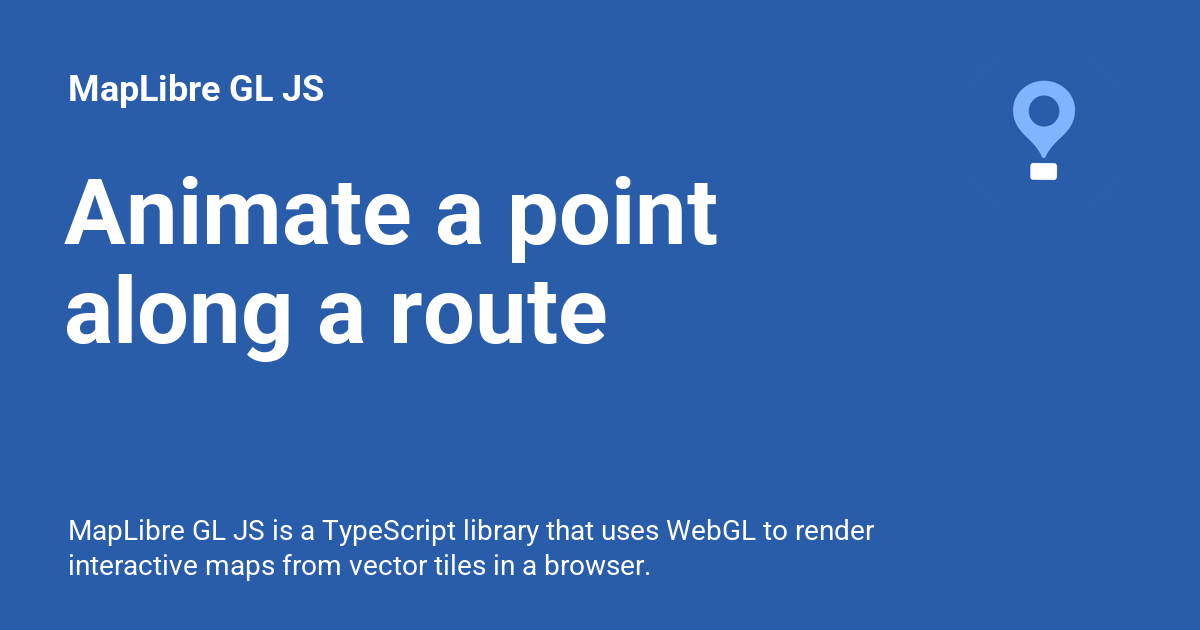 MapLibre GL JS
Animate a point
along a route
MapLibre GL JS is a TypeScript library that uses WebGL to render
interactive maps from vector tiles in a browser.